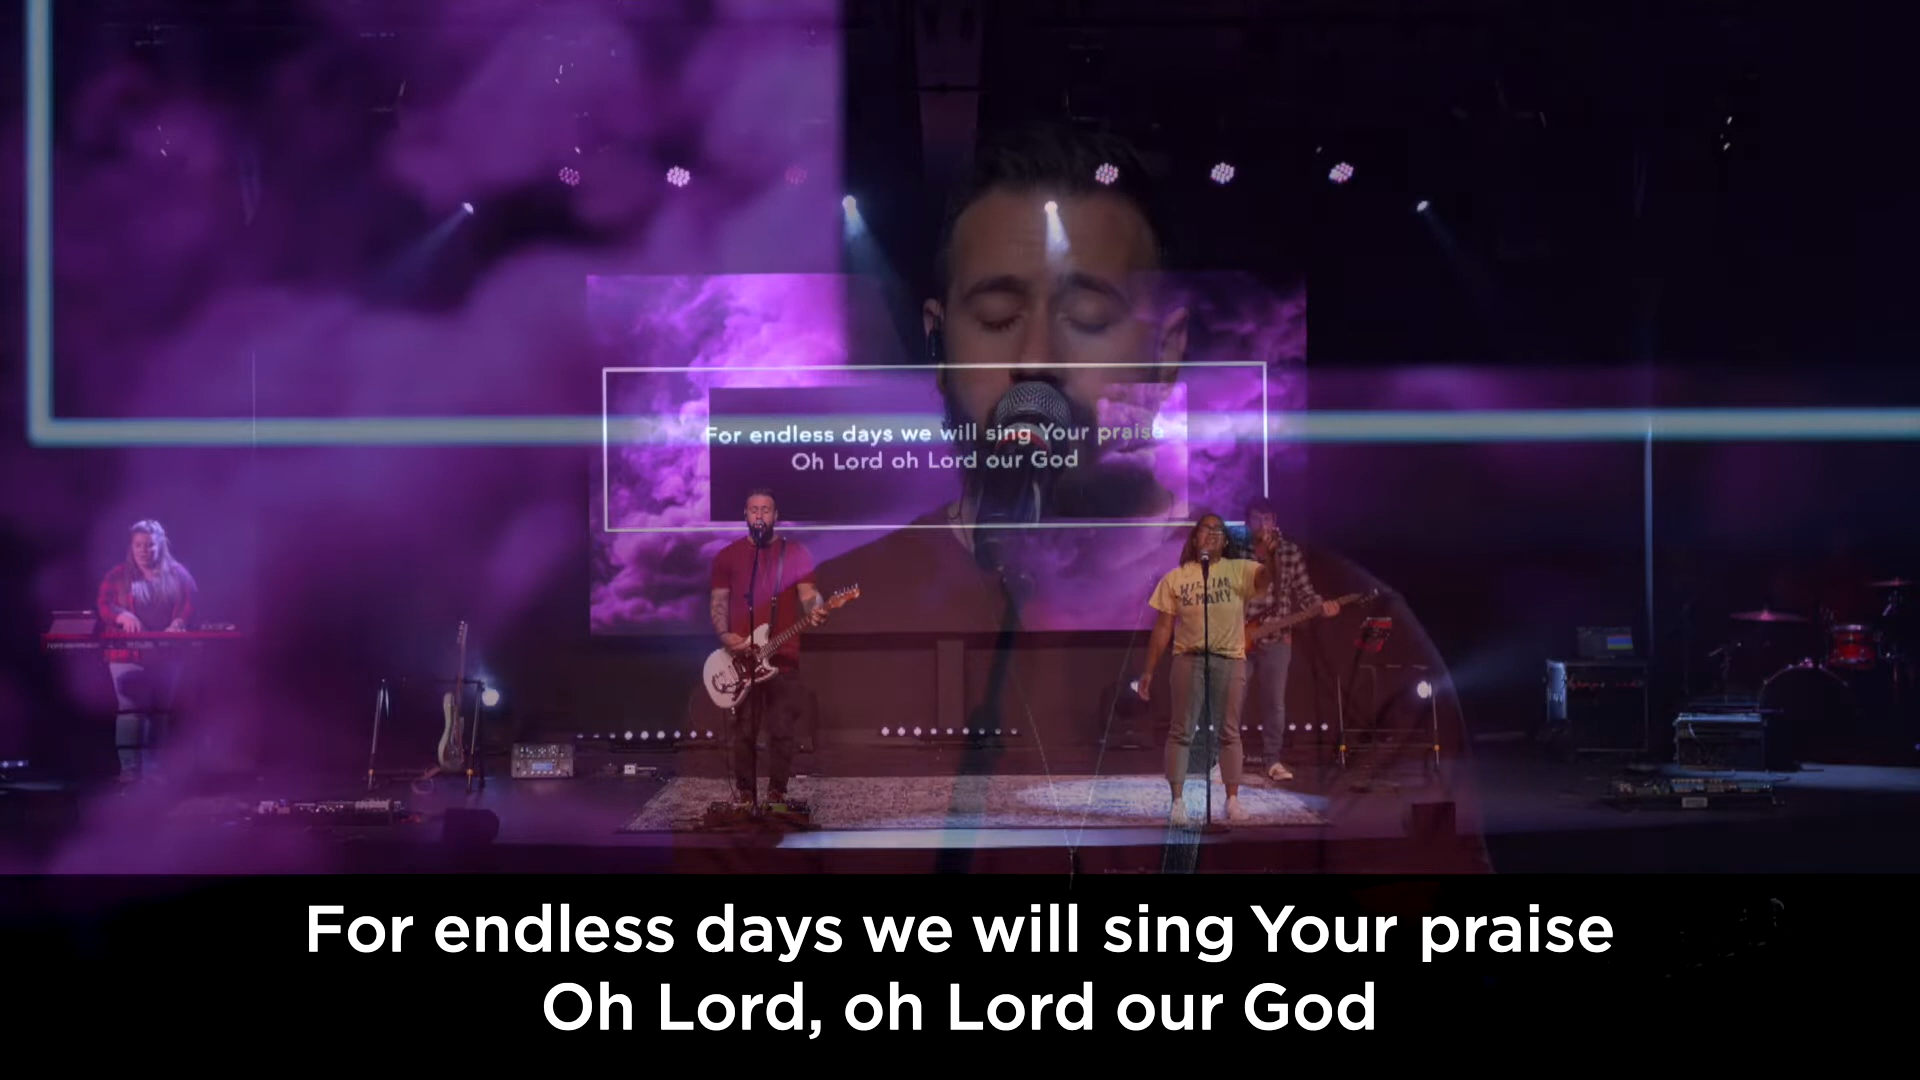 For endless days we will sing Your praise
Oh Lord oh Lord our God
& MARY
For endless days we will sing Your praise
Oh Lord, oh Lord our God